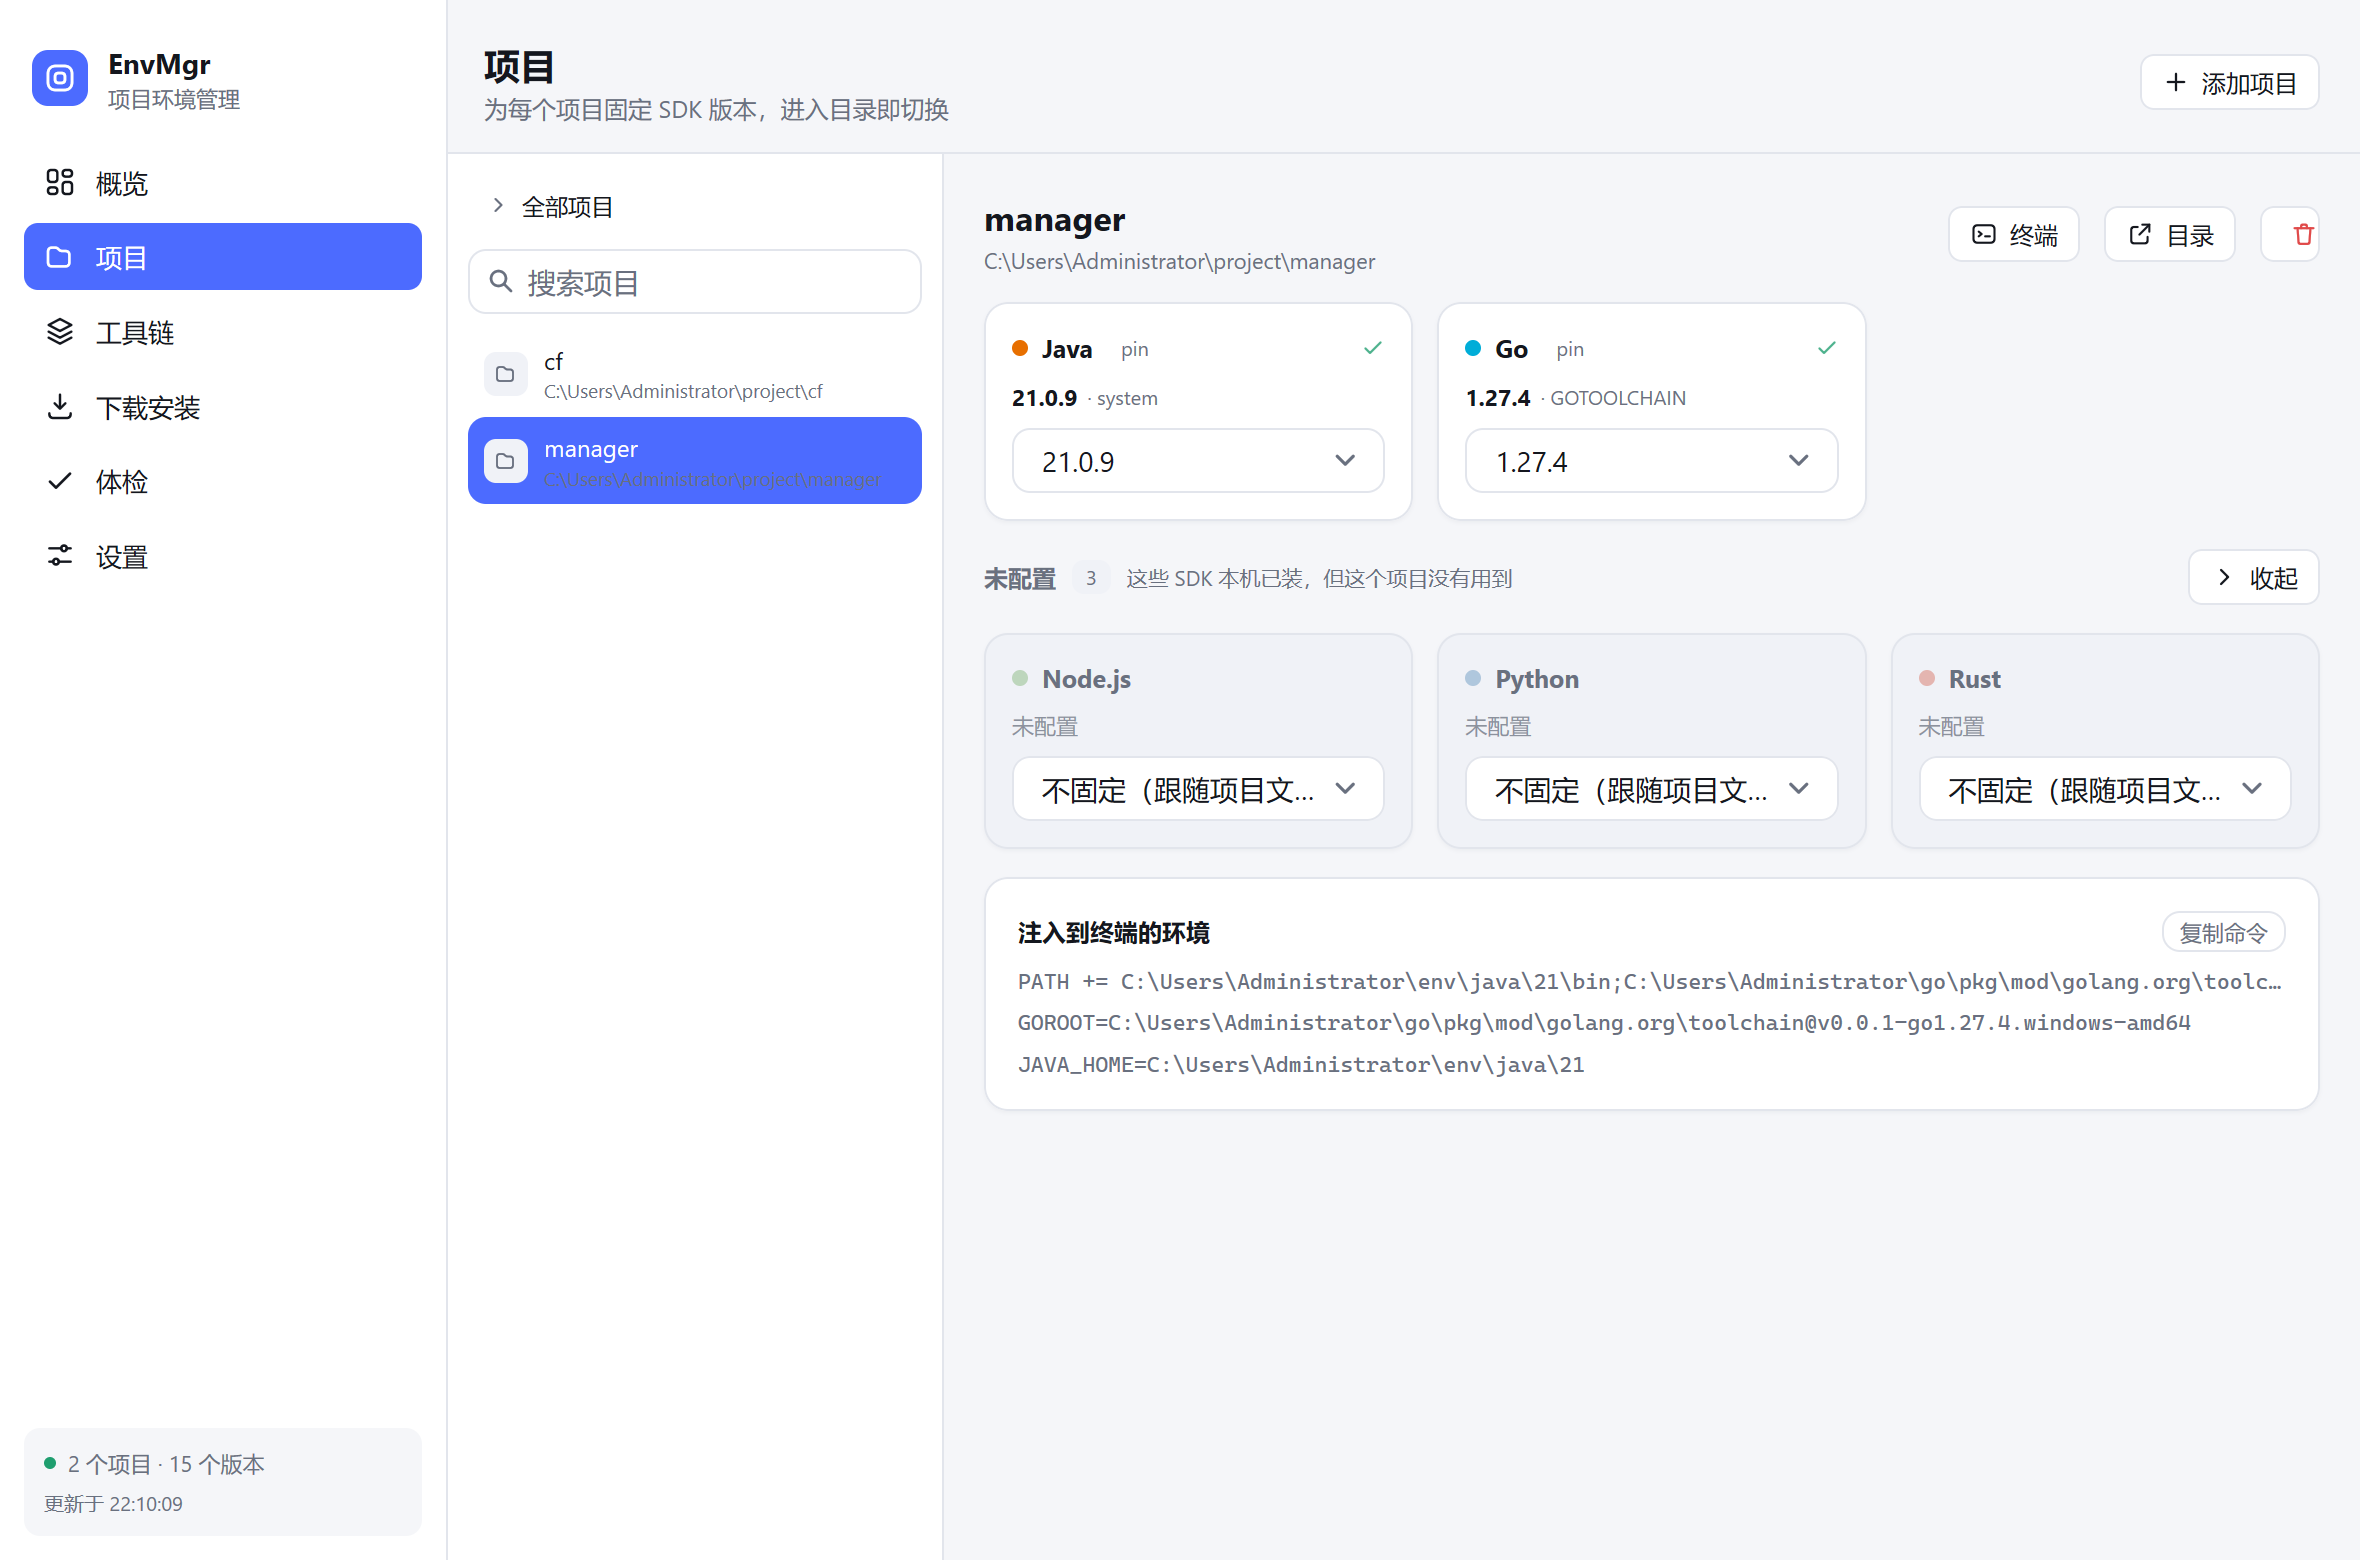 EnvMgr
项目环境管理
概览
项目
工具链
下载安装
体检
设置
2 个项目 · 15 个版本
更新于 22:10:09
项目
为每个项目固定 SDK 版本，进入目录即切换
添加项目
全部项目
搜索项目
cf
C:\Users\Administrator\project\cf
manager
C:\Users\Administrator\project\manager
manager
C:\Users\Administrator\project\manager
终端
目录
Java pin
21.0.9 · system
21.0.9
Go pin
1.27.4 · GOTOOLCHAIN
1.27.4
未配置 3 这些 SDK 本机已装，但这个项目没有用到
收起
Node.js
未配置
不固定（跟随项目文...
Python
未配置
不固定（跟随项目文...
Rust
未配置
不固定（跟随项目文...
注入到终端的环境
复制命令
PATH += C:\Users\Administrator\env\java\21\bin;C:\Users\Administrator\go\pkg\mod\golang.org\toolc…
GOROOT=C:\Users\Administrator\go\pkg\mod\golang.org\toolchain@v0.0.1-go1.27.4.windows-amd64
JAVA_HOME=C:\Users\Administrator\env\java\21